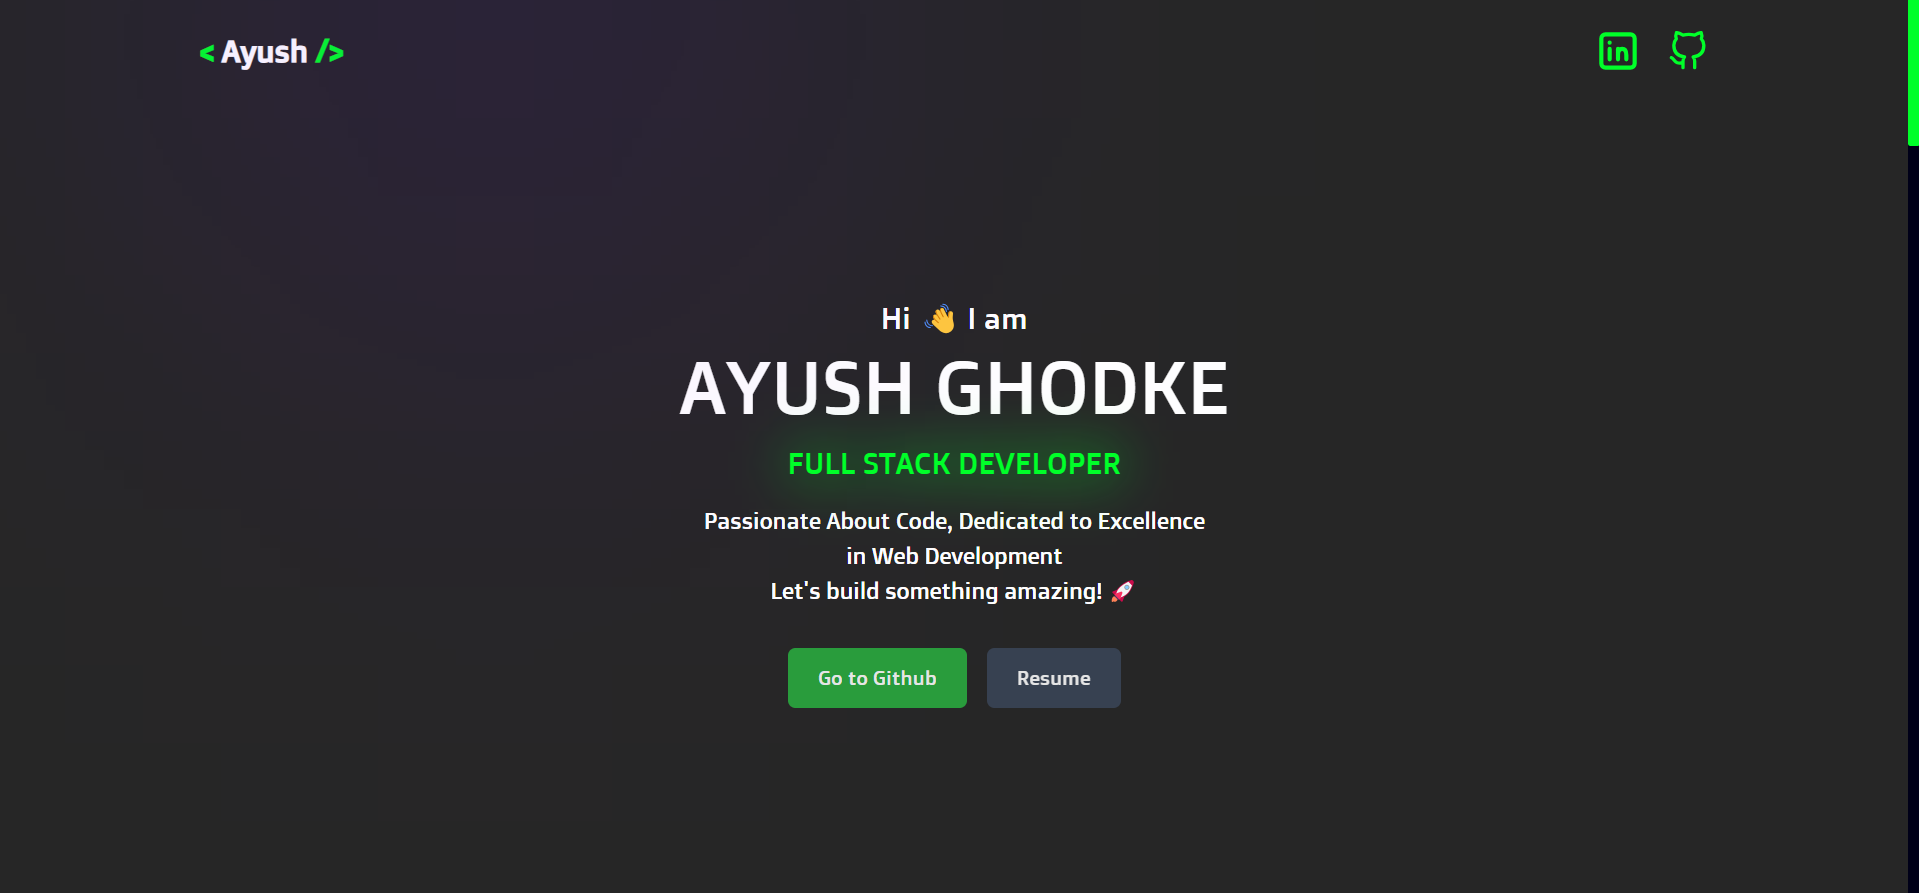 < Ayush />
in
Hi 👋 I am
AYUSH GHODKE
FULL STACK DEVELOPER
Passionate About Code, Dedicated to Excellence
in Web Development
Let's build something amazing! 🚀
Go to Github
Resume